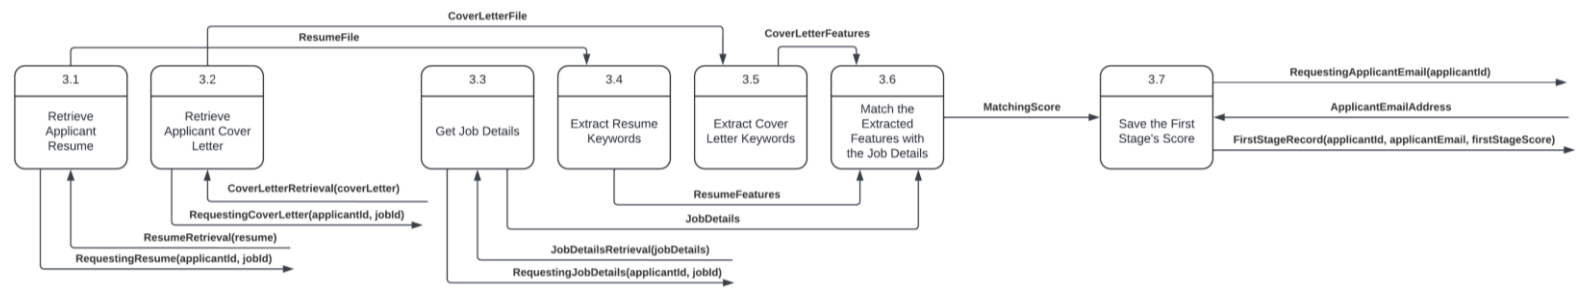 CoverLetterFile
ResumeFile
CoverLetterFeatures
3.1
Retrieve
Applicant
Resume
3.2
Retrieve
Applicant Cover
Letter
3.3
Get Job Details
3.4
Extract Resume
Keywords
3.5
Extract Cover
Letter Keywords
3.6
Match the
Extracted
Features with
the Job Details
MatchingScore
3.7
Save the First
Stage's Score
RequestingApplicantEmail(applicantId)
ApplicantEmailAddress
FirstStageRecord(applicantId, applicantEmail, firstStageScore)
CoverLetterRetrieval(coverLetter)
RequestingCoverLetter(applicantId, jobId)
ResumeRetrieval(resume)
RequestingResume(applicantId, jobId)
ResumeFeatures
JobDetails
JobDetailsRetrieval(jobDetails)
RequestingJobDetails(applicantId, jobId)